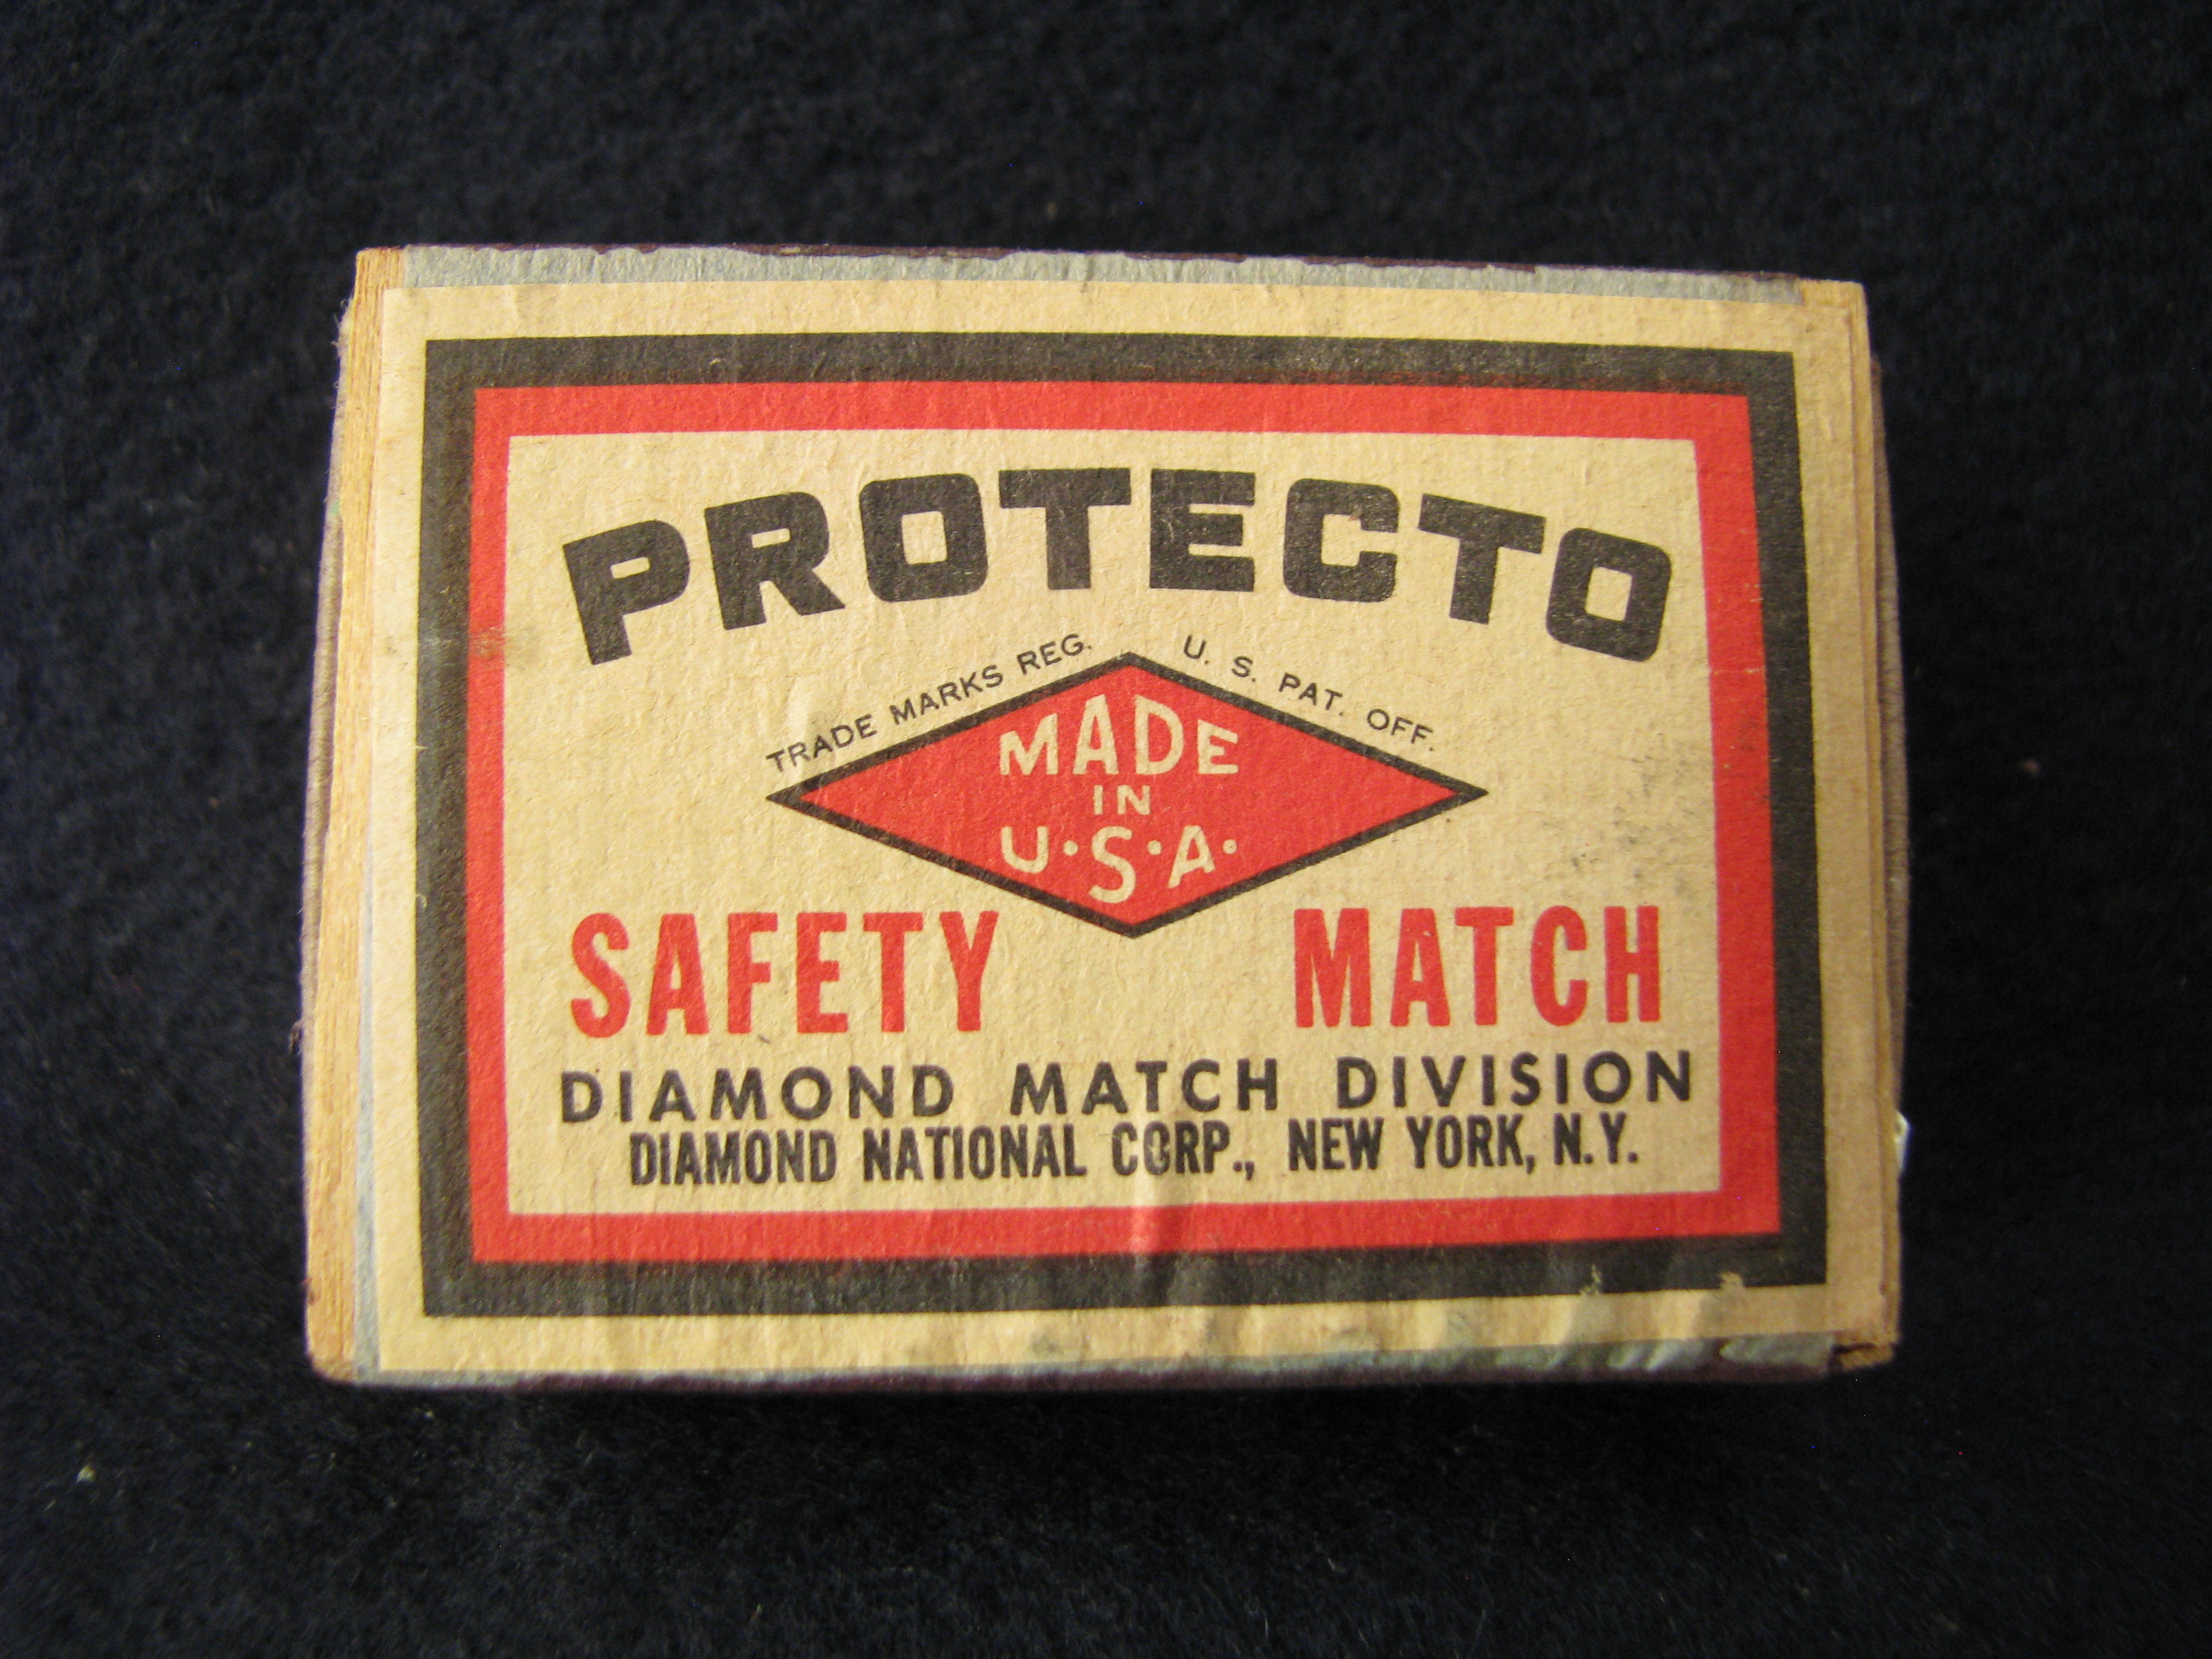 PROTECTO
TRADE MARKS REG. U. S. PAT. OFF.
MADE
IN
U·S·A·
SAFETY MATCH
DIAMOND MATCH DIVISION
DIAMOND NATIONAL CORP., NEW YORK, N.Y.